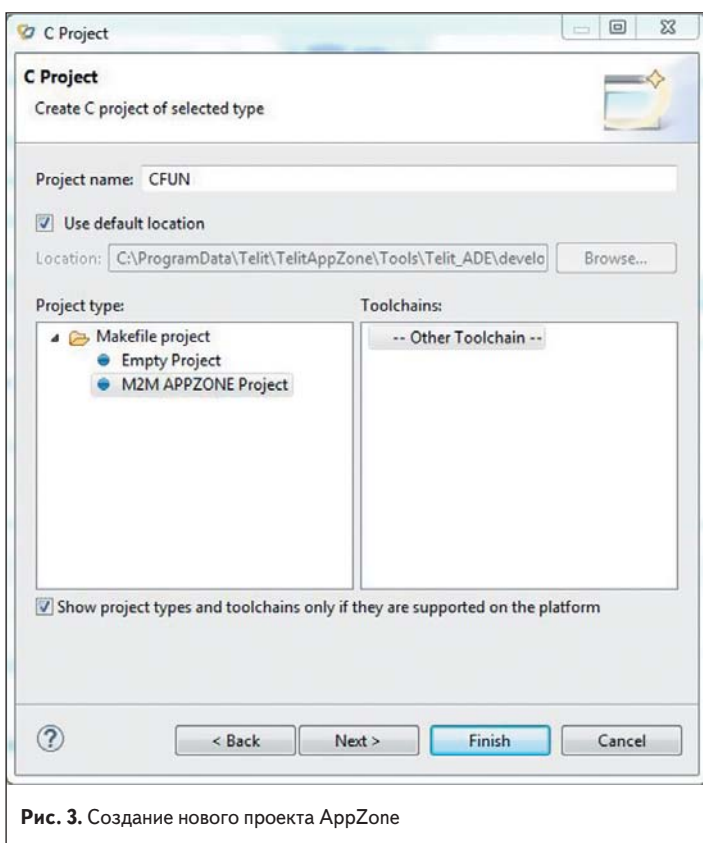 C Project
C Project
Create C project of selected type
Project name: CFUN
Use default location
Location: C:\ProgramData\Telit\TelitAppZone\Tools\Telit_ADE\develo Browse...
Project type: Toolchains:
Makefile project
Empty Project
M2M APPZONE Project
-- Other Toolchain --
Show project types and toolchains only if they are supported on the platform
? < Back Next > Finish Cancel
Рис. 3. Создание нового проекта AppZone